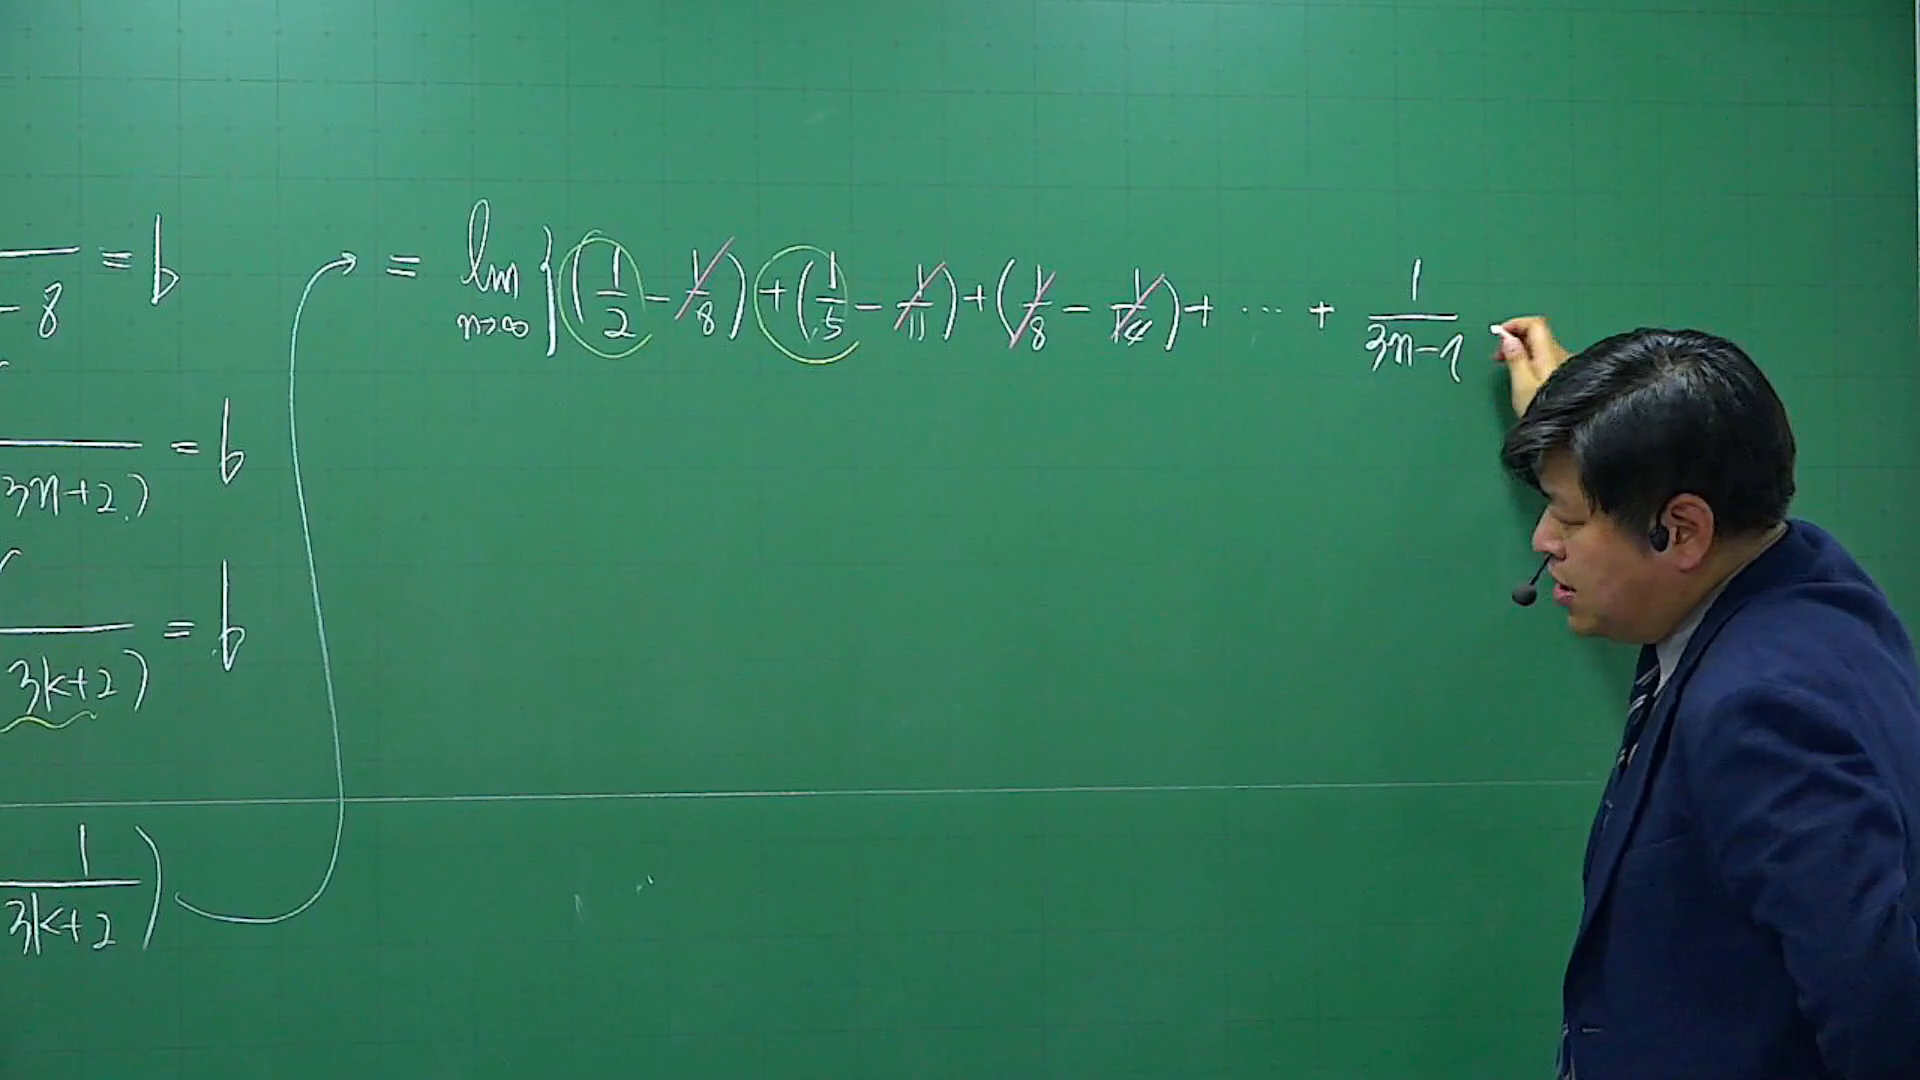 — 8 = b
= lim n→∞ { ( 1/2 - 1/8 ) + ( 1/5 - 1/11 ) + ( 1/8 - 1/14 ) + ⋯ + 1/3n-1
3n+2) = b
3k+2) = b
1/3k+2 )